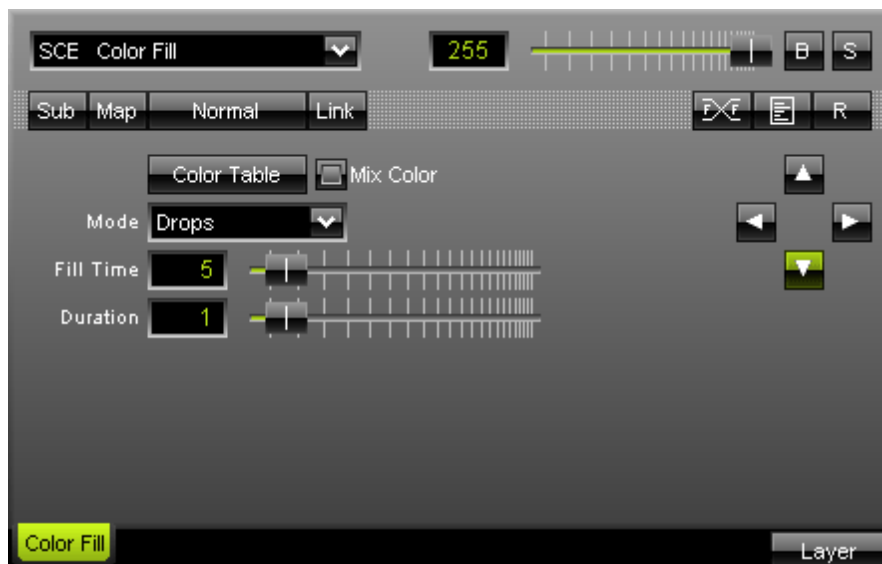 SCE Color Fill 255 B S
Sub Map Normal Link F F R
Color Table Mix Color
Mode Drops
Fill Time 5
Duration 1
Color Fill Layer